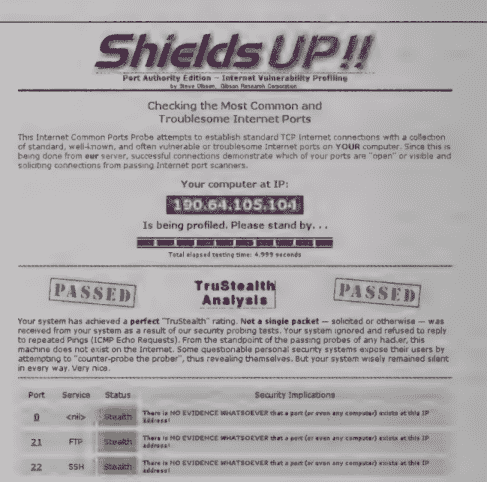 Shields UP!!
Port Authority Edition – Internet Vulnerability Profiling
by Steve Gibson, Gibson Research Corporation.
Checking the Most Common and
Troublesome Internet Ports
This Internet Common Ports Probe attempts to establish standard TCP Internet connections with a collection
of standard, well-known, and often vulnerable or troublesome Internet ports on YOUR computer. Since this is
being done from our server, successful connections demonstrate which of your ports are "open" or visible and
soliciting connections from passing Internet port scanners.
Your computer at IP:
190.64.105.104
Is being profiled. Please stand by. . .
Total elapsed testing time: 4.999 seconds
PASSED
TruStealth
Analysis
PASSED
Your system has achieved a perfect "TruStealth" rating. Not a single packet — solicited or otherwise — was
received from your system as a result of our security probing tests. Your system ignored and refused to reply
to repeated Pings (ICMP Echo Requests). From the standpoint of the passing probes of any hacker, this
machine does not exist on the Internet. Some questionable personal security systems expose their users by
attempting to "counter-probe the prober", thus revealing themselves. But your system wisely remained silent
in every way. Very nice.
Port Service Status Security Implications
0 <nil> Stealth There is NO EVIDENCE WHATSOEVER that a port (or even any computer) exists at this IP
address!
21 FTP Stealth There is NO EVIDENCE WHATSOEVER that a port (or even any computer) exists at this IP
address!
22 SSH Stealth There is NO EVIDENCE WHATSOEVER that a port (or even any computer) exists at this IP
address!